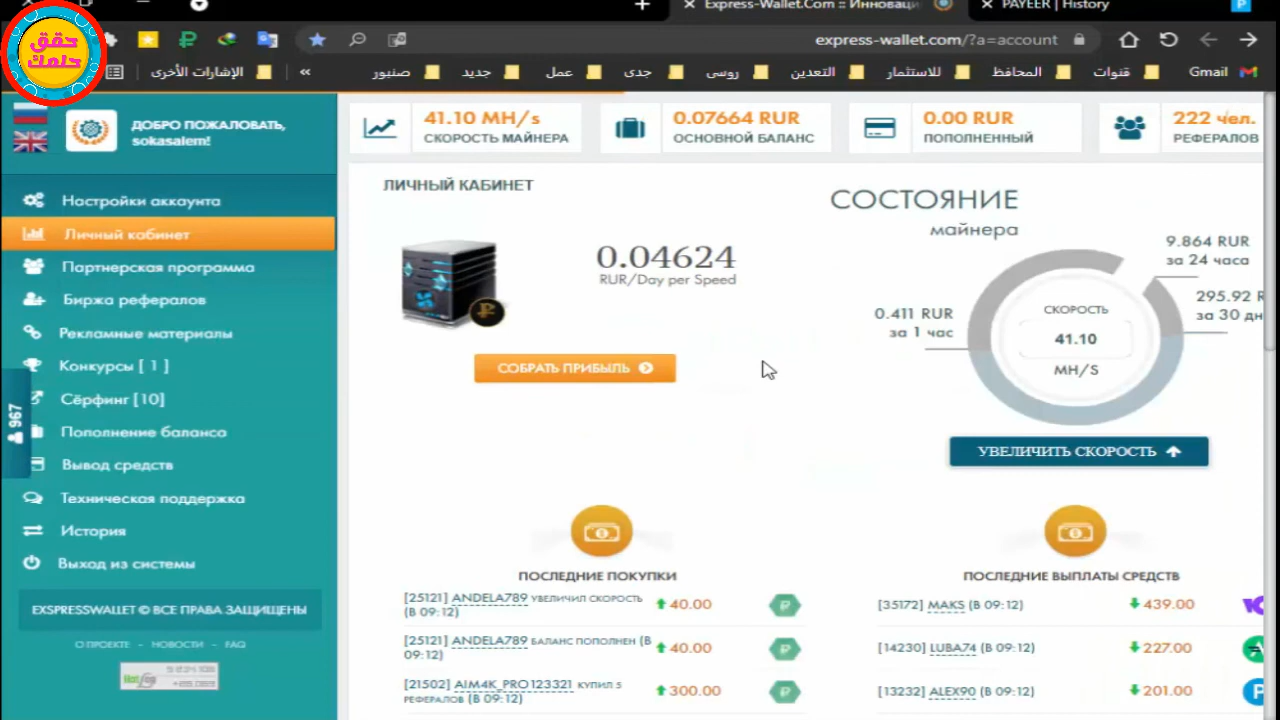 Express-Wallet.Com :: Инноваци
PAYEER | History
express-wallet.com/?a=account
حقق
حلمك
الإشارات الأخرى
»
صنبور
جديد
عمل
جدى
روسى
التعدين
للاستثمار
المحافظ
قنوات
Gmail
ДОБРО ПОЖАЛОВАТЬ,
sokasalem!
41.10 MH/s
СКОРОСТЬ МАЙНЕРА
0.07664 RUR
ОСНОВНОЙ БАЛАНС
0.00 RUR
ПОПОЛНЕННЫЙ
222 чел.
РЕФЕРАЛОВ
Настройки аккаунта
Личный кабинет
Партнерская программа
Биржа рефералов
Рекламные материалы
Конкурсы [ 1 ]
Сёрфинг [10]
Пополнение баланса
Вывод средств
Техническая поддержка
История
Выход из системы
967
EXSPRESSWALLET © ВСЕ ПРАВА ЗАЩИЩЕНЫ
О ПРОЕКТЕ - НОВОСТИ - FAQ
ЛИЧНЫЙ КАБИНЕТ
0.04624
RUR/Day per Speed
СОБРАТЬ ПРИБЫЛЬ
СОСТОЯНИЕ
майнера
9.864 RUR
за 24 часа
0.411 RUR
за 1 час
295.92 R
за 30 дн
СКОРОСТЬ
41.10
MH/S
УВЕЛИЧИТЬ СКОРОСТЬ
ПОСЛЕДНИЕ ПОКУПКИ
[25121] ANDELA789 УВЕЛИЧИЛ СКОРОСТЬ
(В 09:12)
40.00
[25121] ANDELA789 БАЛАНС ПОПОЛНЕН (В
09:12)
40.00
[21502] AIM4K_PRO123321 КУПИЛ 5
РЕФЕРАЛОВ (В 09:12)
300.00
ПОСЛЕДНИЕ ВЫПЛАТЫ СРЕДСТВ
[35172] MAKS (В 09:12)
439.00
[14230] LUBA74 (В 09:12)
227.00
[13232] ALEX90 (В 09:12)
201.00